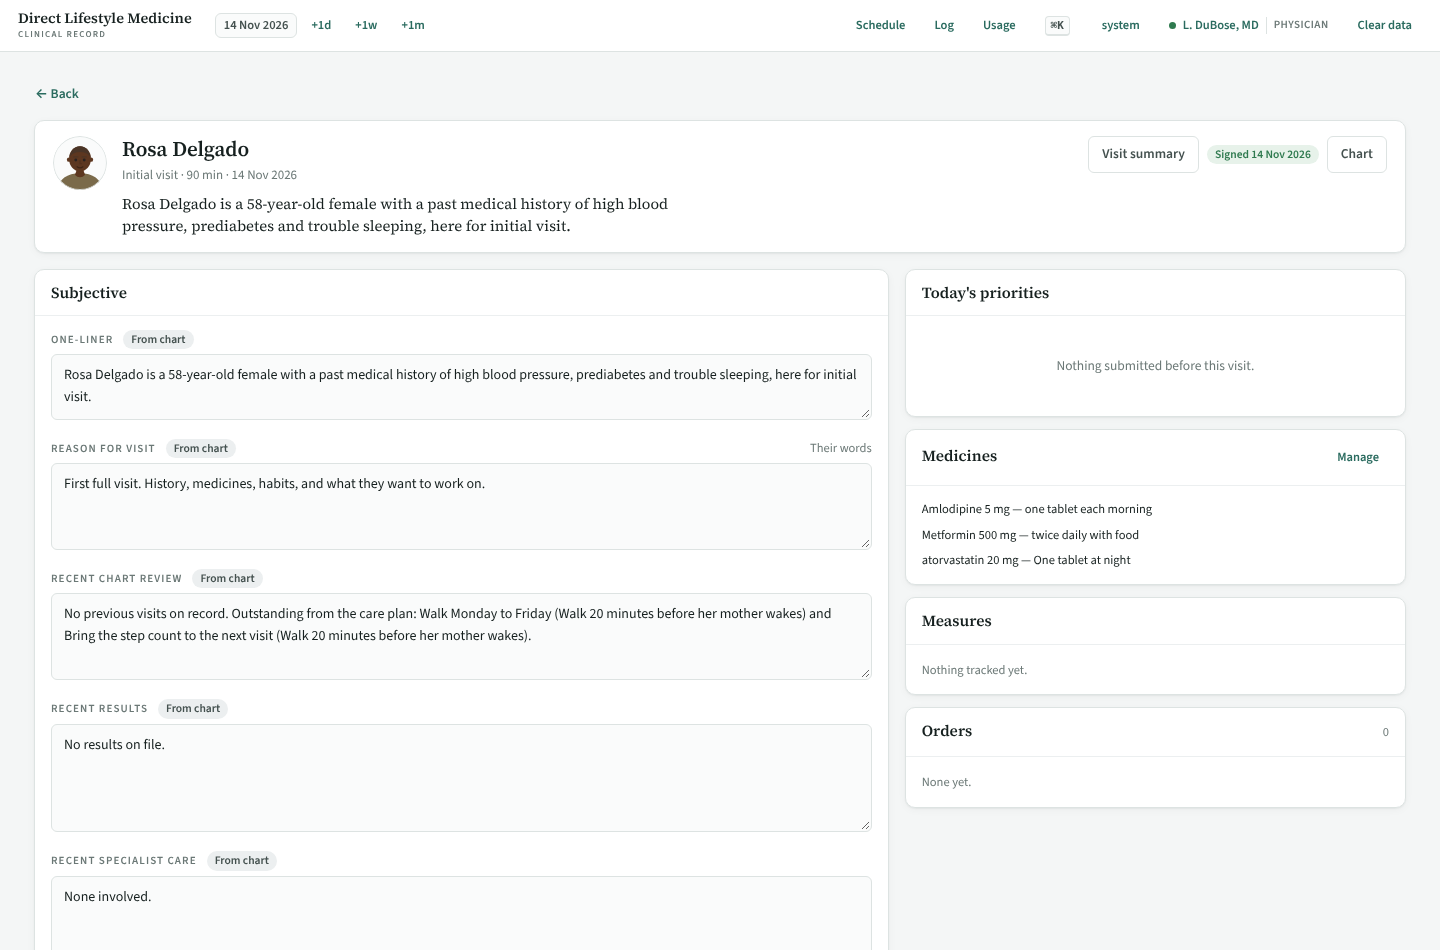 Direct Lifestyle Medicine
CLINICAL RECORD
14 Nov 2026
+1d
+1w
+1m
Schedule
Log
Usage
⌘K
system
L. DuBose, MD
PHYSICIAN
Clear data
← Back
Rosa Delgado
Initial visit · 90 min · 14 Nov 2026
Rosa Delgado is a 58-year-old female with a past medical history of high blood
pressure, prediabetes and trouble sleeping, here for initial visit.
Visit summary
Signed 14 Nov 2026
Chart
Subjective
ONE-LINER From chart
Rosa Delgado is a 58-year-old female with a past medical history of high blood pressure, prediabetes and trouble sleeping, here for initial
visit.
REASON FOR VISIT From chart
Their words
First full visit. History, medicines, habits, and what they want to work on.
RECENT CHART REVIEW From chart
No previous visits on record. Outstanding from the care plan: Walk Monday to Friday (Walk 20 minutes before her mother wakes) and
Bring the step count to the next visit (Walk 20 minutes before her mother wakes).
RECENT RESULTS From chart
No results on file.
RECENT SPECIALIST CARE From chart
None involved.
Today's priorities
Nothing submitted before this visit.
Medicines
Manage
Amlodipine 5 mg — one tablet each morning
Metformin 500 mg — twice daily with food
atorvastatin 20 mg — One tablet at night
Measures
Nothing tracked yet.
Orders
0
None yet.